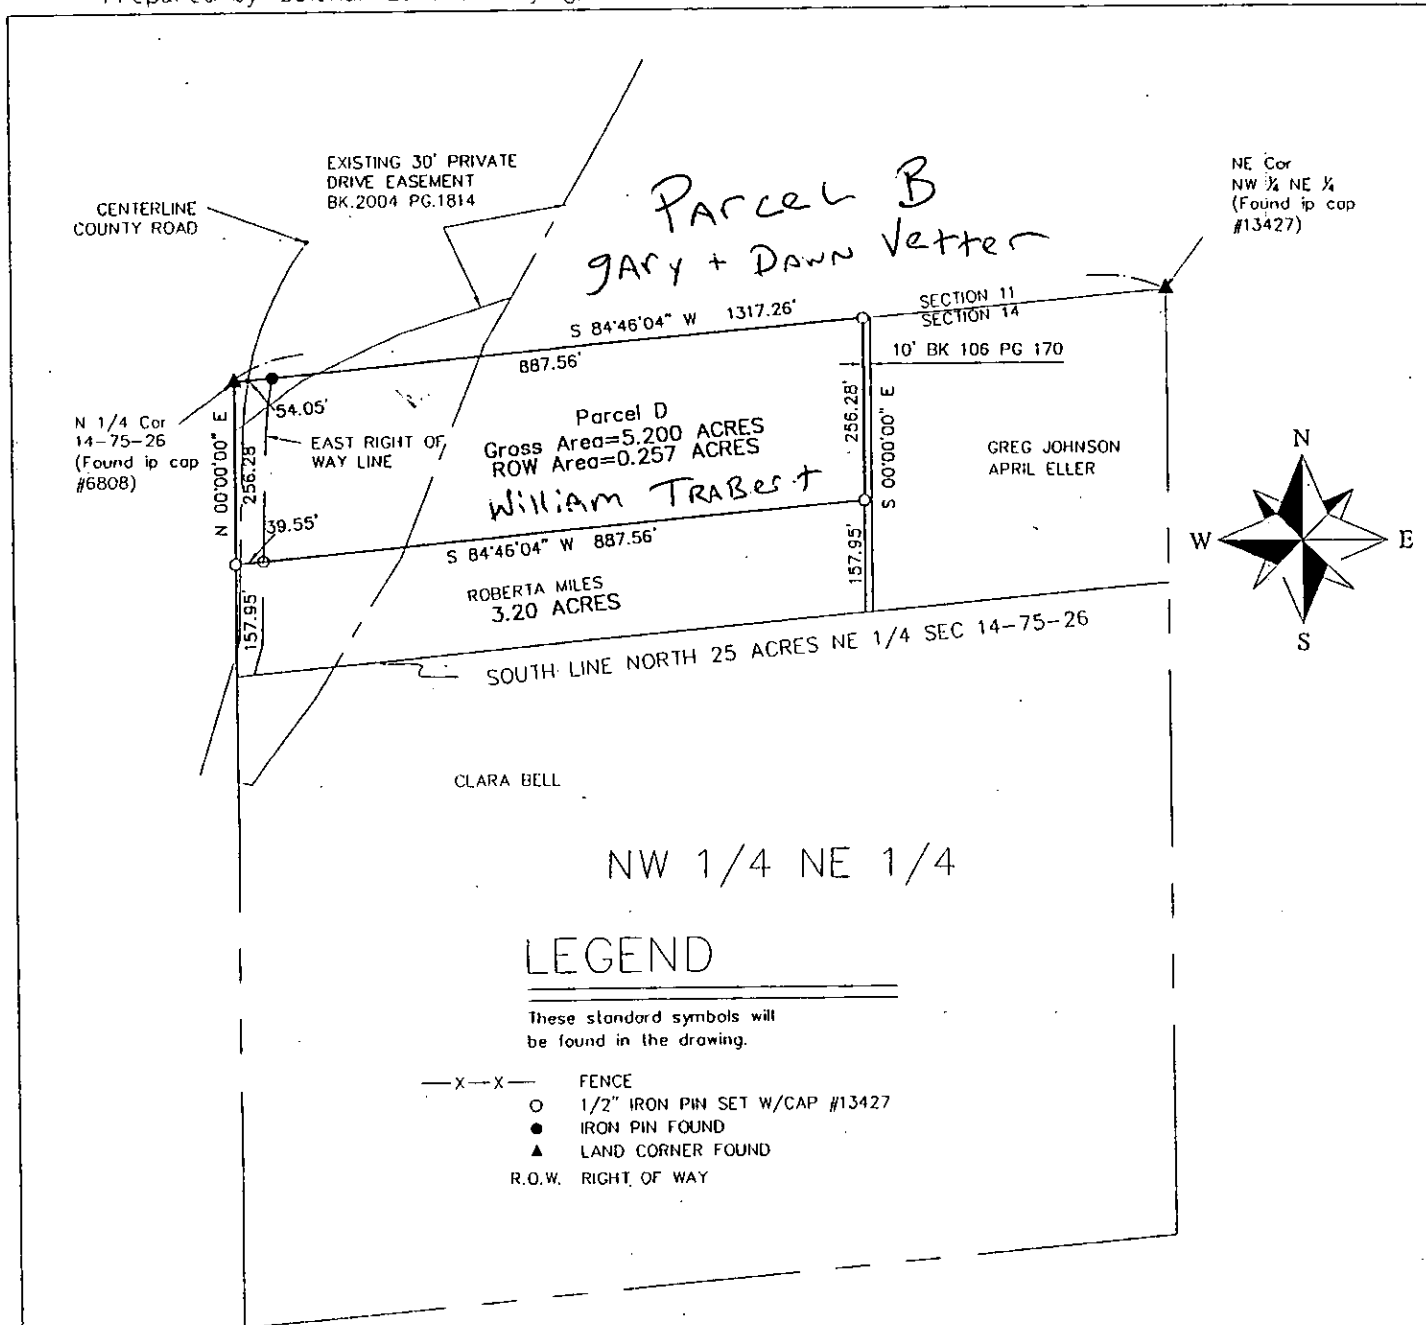 Prepared by
EXISTING 30' PRIVATE
DRIVE EASEMENT
BK.2004 PG.1814
CENTERLINE
COUNTY ROAD
PArcel B
gAry + DAWN Vetter
NE Cor
NW ¼ NE ¼
(Found ip cap
#13427)
S 84°46'04" W 1317.26'
SECTION 11
SECTION 14
887.56'
10' BK 106 PG 170
54.05'
N 1/4 Cor
14-75-26
(Found ip cap
#6808)
EAST RIGHT OF
WAY LINE
N 00°00'00" E
256.28'
Parcel D
Gross Area=5.200 ACRES
ROW Area=0.257 ACRES
William TRABert
256.28'
S 00°00'00" E
GREG JOHNSON
APRIL ELLER
N
W
E
S
39.55'
S 84°46'04" W 887.56'
157.95'
ROBERTA MILES
3.20 ACRES
157.95'
SOUTH LINE NORTH 25 ACRES NE 1/4 SEC 14-75-26
CLARA BELL
NW 1/4 NE 1/4
LEGEND
These standard symbols will
be found in the drawing.
—x—x— FENCE
○ 1/2" IRON PIN SET W/CAP #13427
● IRON PIN FOUND
▲ LAND CORNER FOUND
R.O.W. RIGHT OF WAY